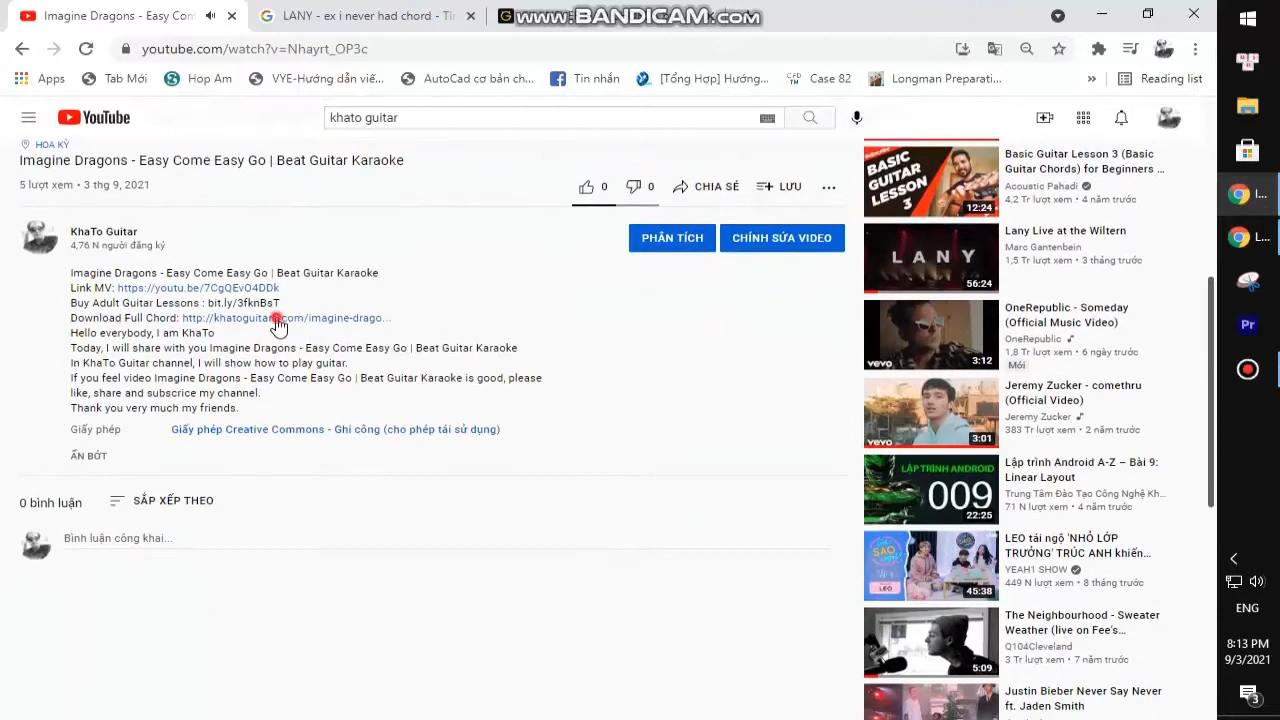 Imagine Dragons - Easy Com
LANY - ex i never had chord - Th
www.BANDICAM.com
youtube.com/watch?v=Nhayrt_OP3c
Apps
Tab Mới
Hop Am
VYE-Hướng dẫn viế...
AutoCad cơ bản ch...
Tin nhắn
[Tổng Hợp] Hướng...
Case 82
Longman Preparati...
»
Reading list
YouTube
khato guitar
HOA KỲ
Imagine Dragons - Easy Come Easy Go | Beat Guitar Karaoke
5 lượt xem • 3 thg 9, 2021
0
0
CHIA SẺ
LƯU
KhaTo Guitar
4,76 N người đăng ký
PHÂN TÍCH
CHỈNH SỬA VIDEO
Imagine Dragons - Easy Come Easy Go | Beat Guitar Karaoke
Link MV: https://youtu.be/7CgQEvO4DDk
Buy Adult Guitar Lessons : bit.ly/3fknBsT
Download Full Chord: http://khatoguitar.com/imagine-drago...
Hello everybody, I am KhaTo
Today, I will share with you Imagine Dragons - Easy Come Easy Go | Beat Guitar Karaoke
In KhaTo Guitar channel, I will show how to play guitar.
If you feel video Imagine Dragons - Easy Come Easy Go | Beat Guitar Karaoke is good, please
like, share and subscrice my channel.
Thank you very much my friends.
Giấy phép
Giấy phép Creative Commons - Ghi công (cho phép tái sử dụng)
ẨN BỚT
0 bình luận
SẮP XẾP THEO
Bình luận công khai...
BASIC
GUITAR
LESSON
3
12:24
Basic Guitar Lesson 3 (Basic
Guitar Chords) for Beginners ...
Acoustic Pahadi
4,2 Tr lượt xem • 4 năm trước
LANY
56:24
Lany Live at the Wiltern
Marc Gantenbein
1,5 Tr lượt xem • 3 tháng trước
vevo
3:12
OneRepublic - Someday
(Official Music Video)
OneRepublic
1,8 Tr lượt xem • 6 ngày trước
Mới
vevo
3:01
Jeremy Zucker - comethru
(Official Video)
Jeremy Zucker
383 Tr lượt xem • 2 năm trước
LẬP TRÌNH ANDROID
009
22:25
Lập trình Android A-Z – Bài 9:
Linear Layout
Trung Tâm Đào Tạo Công Nghệ Kh...
71 N lượt xem • 4 năm trước
SAO
LEO
45:38
LEO tái ngộ 'NHỎ LỚP
TRƯỞNG' TRÚC ANH khiến...
YEAH1 SHOW
449 N lượt xem • 8 tháng trước
5:09
The Neighbourhood - Sweater
Weather (live on Fee's...
Q104Cleveland
3 Tr lượt xem • 7 năm trước
Justin Bieber Never Say Never
ft. Jaden Smith
I...
L...
Pr
ENG
8:13 PM
9/3/2021
3